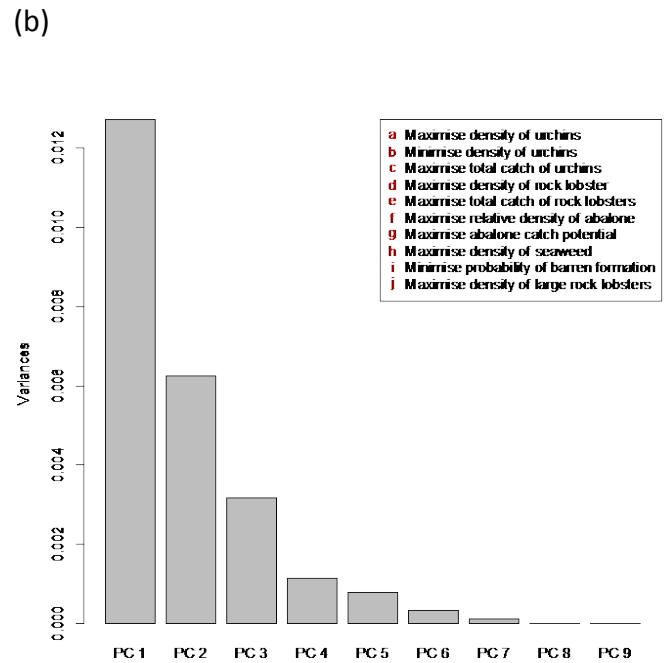 (b)
a Maximise density of urchins
b Minimise density of urchins
c Maximise total catch of urchins
d Maximise density of rock lobster
e Maximise total catch of rock lobsters
f Maximise relative density of abalone
g Maximise abalone catch potential
h Maximise density of seaweed
i Minimise probability of barren formation
j Maximise density of large rock lobsters
Variances
0.012
0.010
0.008
0.006
0.004
0.002
0.000
PC 1 PC 2 PC 3 PC 4 PC 5 PC 6 PC 7 PC 8 PC 9